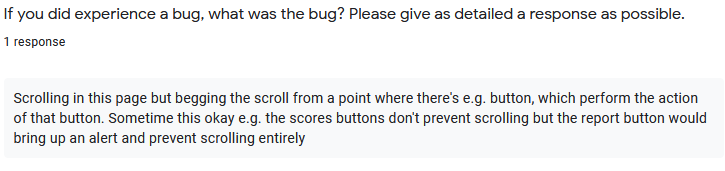 If you did experience a bug, what was the bug? Please give as detailed a response as possible.
1 response
Scrolling in this page but begging the scroll from a point where there's e.g. button, which perform the action
of that button. Sometime this okay e.g. the scores buttons don't prevent scrolling but the report button would
bring up an alert and prevent scrolling entirely